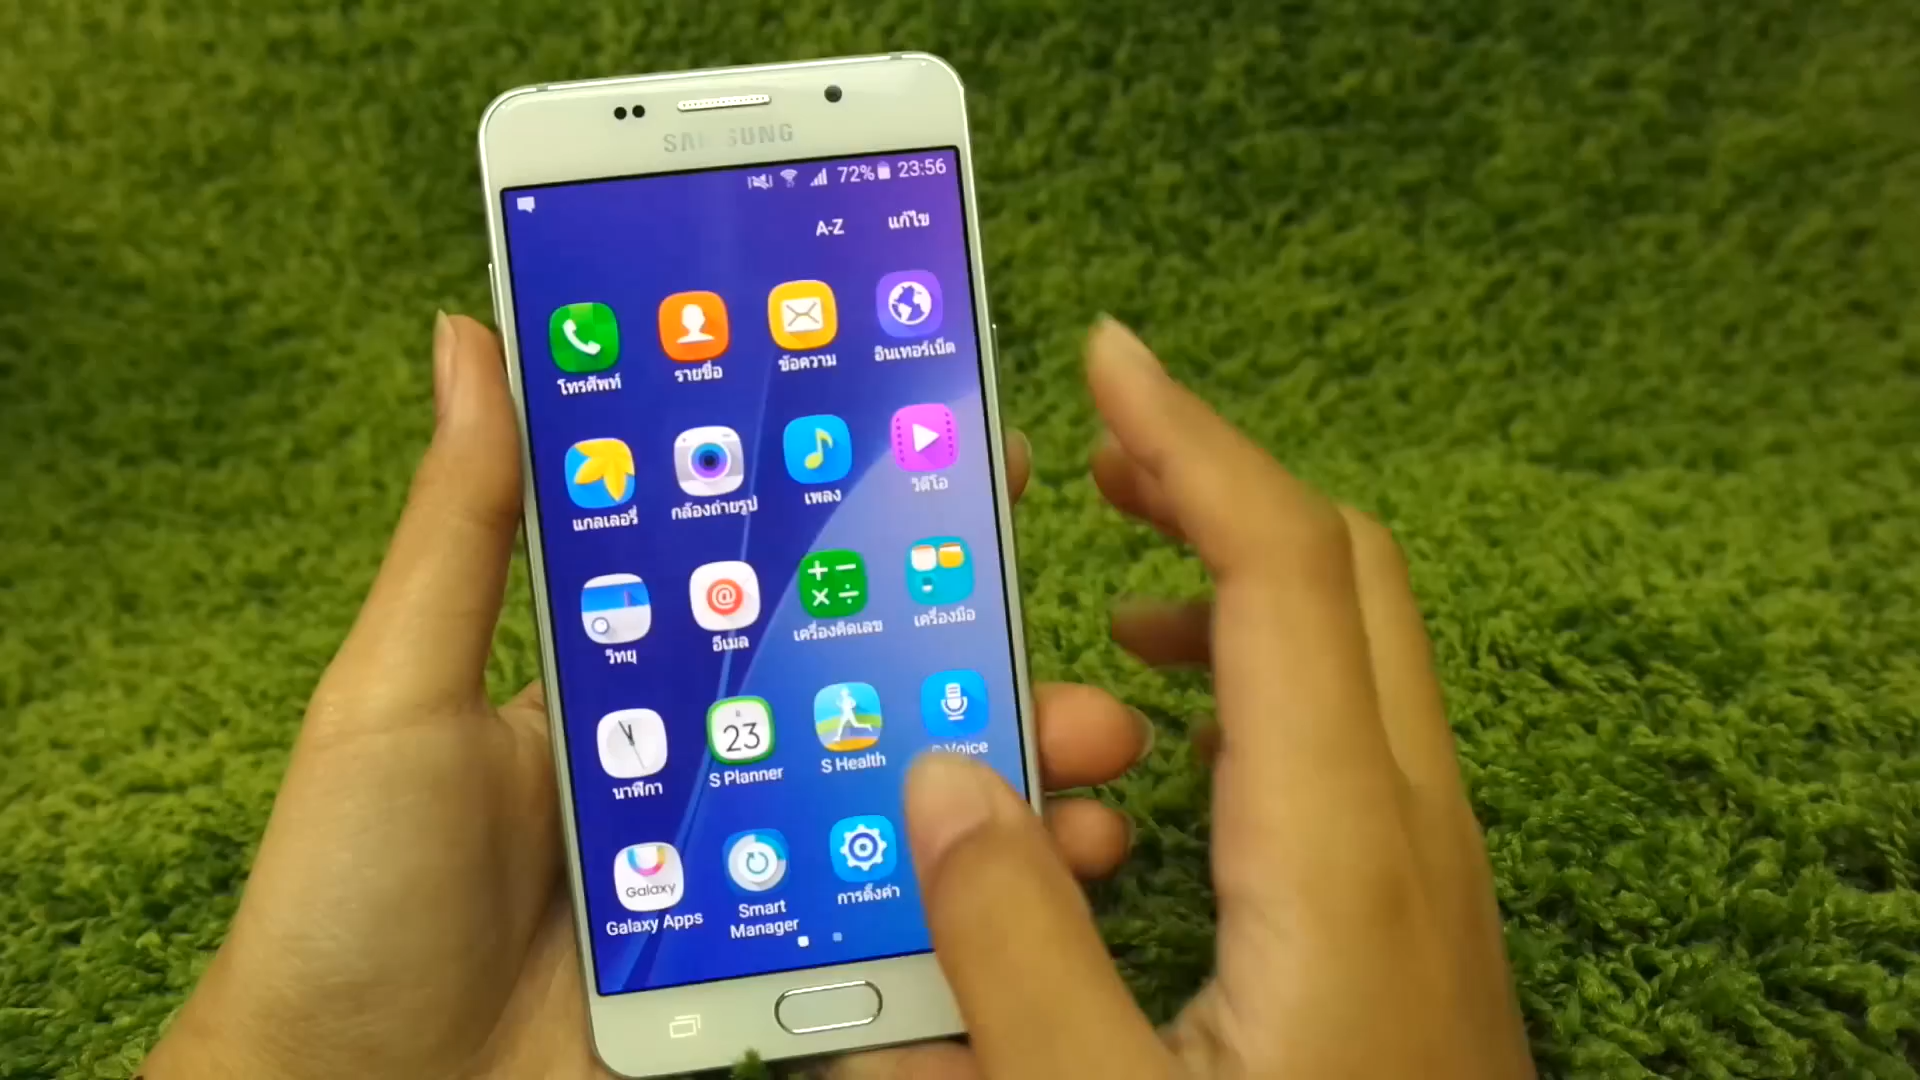 SAMSUNG
72% 23:56
A-Z แก้ไข
โทรศัพท์ รายชื่อ ข้อความ อินเทอร์เน็ต
แกลเลอรี่ กล้องถ่ายรูป เพลง วิดีโอ
วิทยุ อีเมล เครื่องคิดเลข เครื่องมือ
23
นาฬิกา S Planner S Health S Voice
Galaxy
Galaxy Apps Smart Manager การตั้งค่า